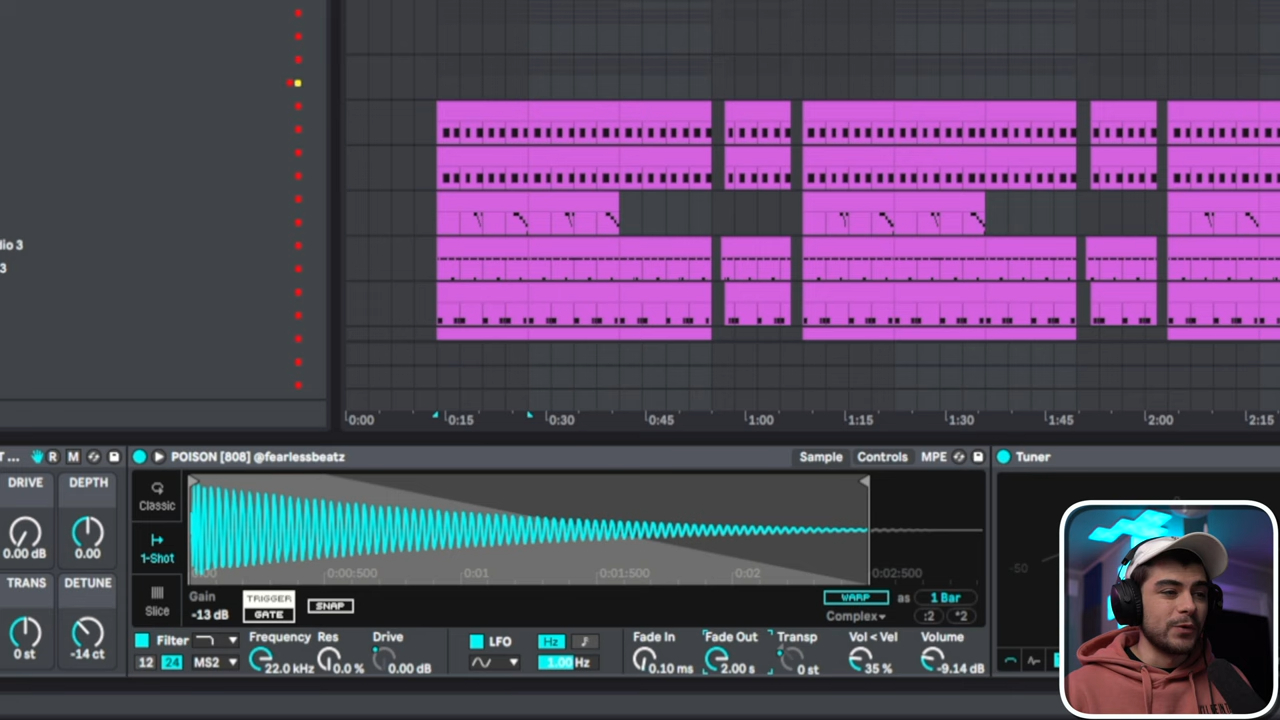 dio 3
3
0:00 0:15 0:30 0:45 1:00 1:15 1:30 1:45 2:00 2:15
T ... R M
POISON [808] @fearlessbeatz
Sample Controls MPE
Tuner
DRIVE DEPTH
0.00 dB 0.00
TRANS DETUNE
0 st -14 ct
Classic
1-Shot
Slice
0:00 0:00:500 0:01 0:01:500 0:02 0:02:500
Gain
-13 dB
TRIGGER
GATE
SNAP
WARP as 1 Bar
Complex :2 *2
Filter Frequency Res Drive
12 24 MS2 22.0 kHz 0.0 % 0.00 dB
LFO Hz
1.00 Hz
Fade In Fade Out Transp Vol < Vel Volume
0.10 ms 2.00 s 0 st 35 % -9.14 dB
-50